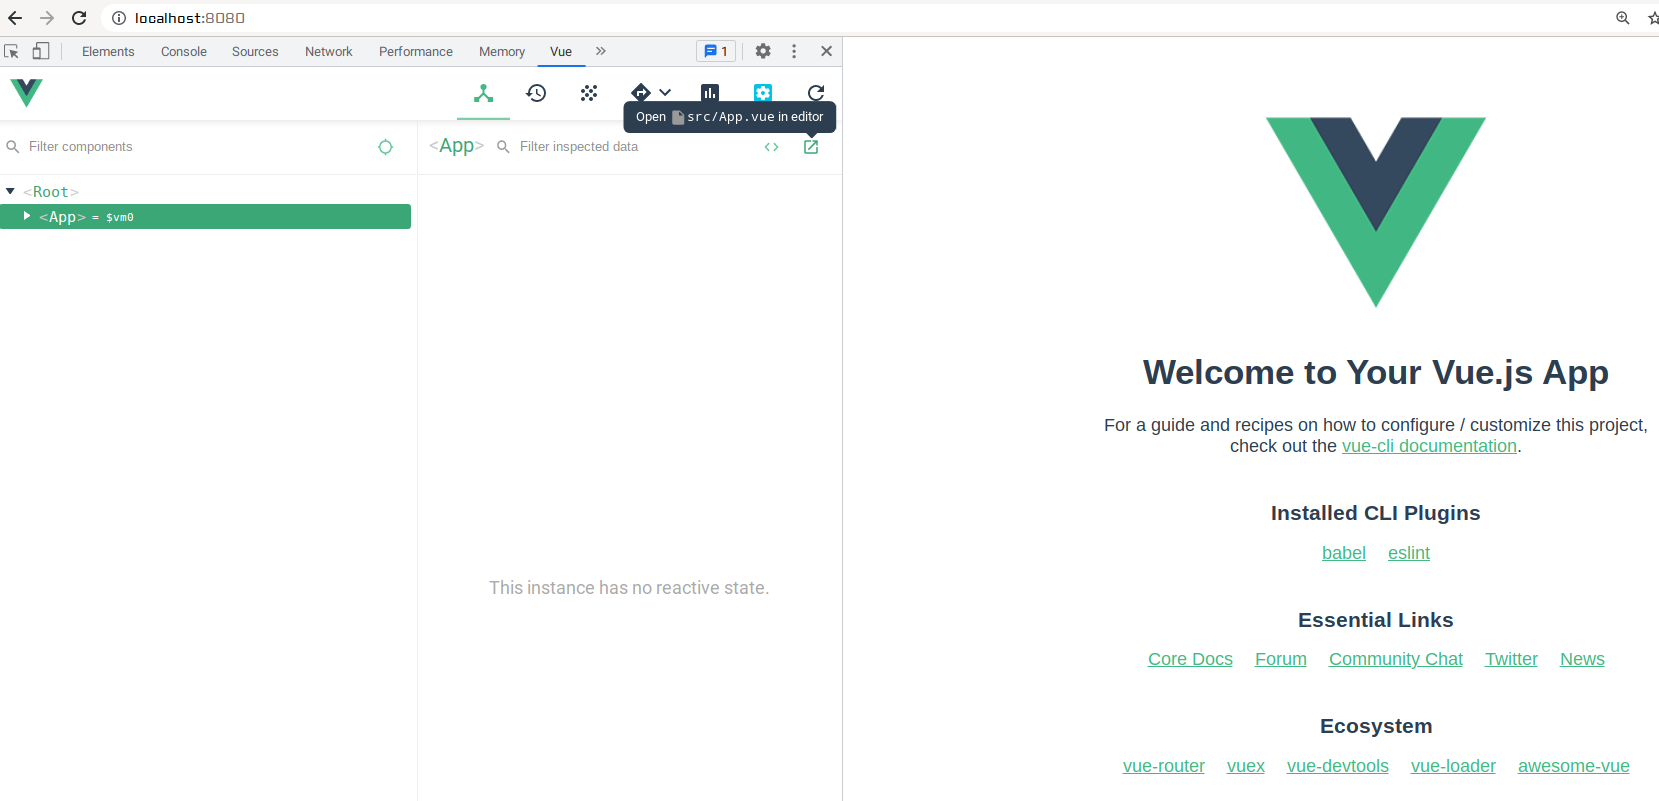 localhost:8080
Elements Console Sources Network Performance Memory Vue 1
Open src/App.vue in editor
Filter components
<App> Filter inspected data
<Root>
<App> = $vm0
This instance has no reactive state.
Welcome to Your Vue.js App
For a guide and recipes on how to configure / customize this project,
check out the vue-cli documentation.
Installed CLI Plugins
babel eslint
Essential Links
Core Docs Forum Community Chat Twitter News
Ecosystem
vue-router vuex vue-devtools vue-loader awesome-vue